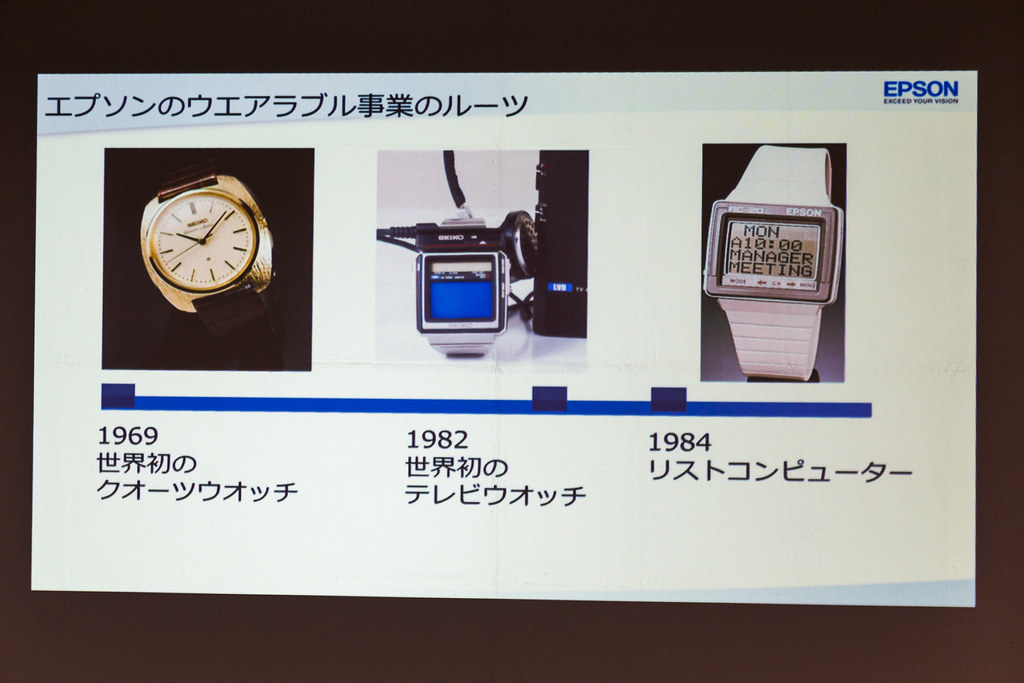 エプソンのウエアラブル事業のルーツ
EPSON
EXCEED YOUR VISION
SEIKO
SEIKO
LVD
TV
RC-20 EPSON
MON
A10:00
MANAGER
MEETING
MODE ← C.R → MENU
1969
世界初の
クオーツウオッチ
1982
世界初の
テレビウオッチ
1984
リストコンピューター